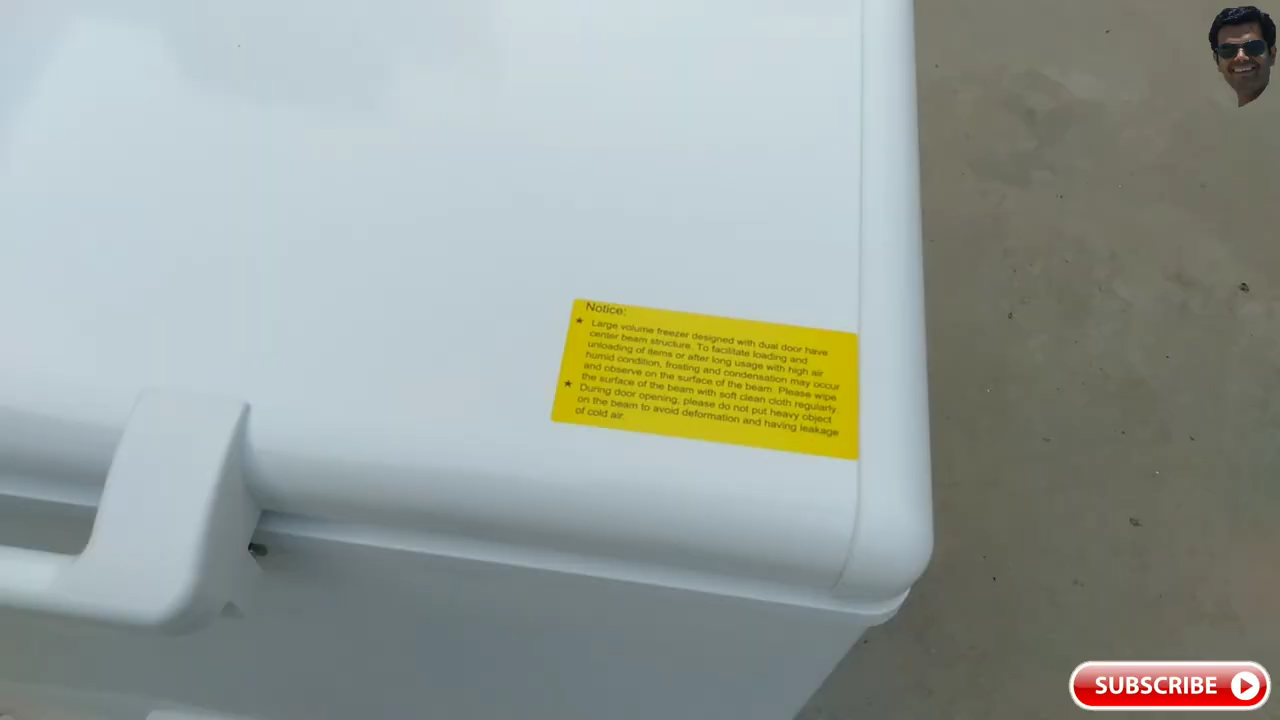 Notice:
★ Large volume freezer designed with dual door have
center beam structure. To facilitate loading and
unloading of items or after long usage with high air
humid condition, frosting and condensation may occur
and observe on the surface of the beam. Please wipe
the surface of the beam with soft clean cloth regularly.
★ During door opening, please do not put heavy object
on the beam to avoid deformation and having leakage
of cold air.
SUBSCRIBE